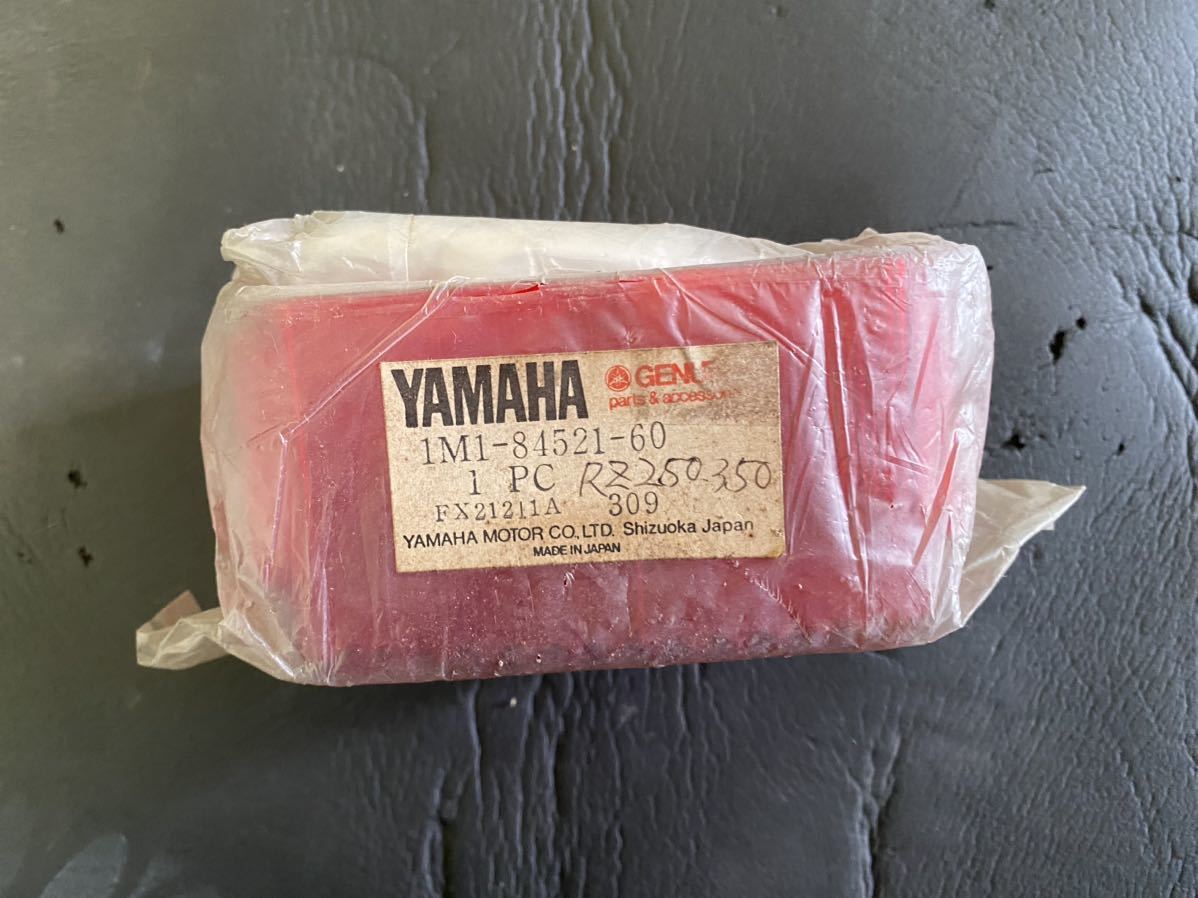 YAMAHA
parts &
1M1-84521-60
1 PC RZ250-350
FX21211A 309
YAMAHA MOTOR CO., LTD. Shizuoka Japan
MADE IN JAPAN